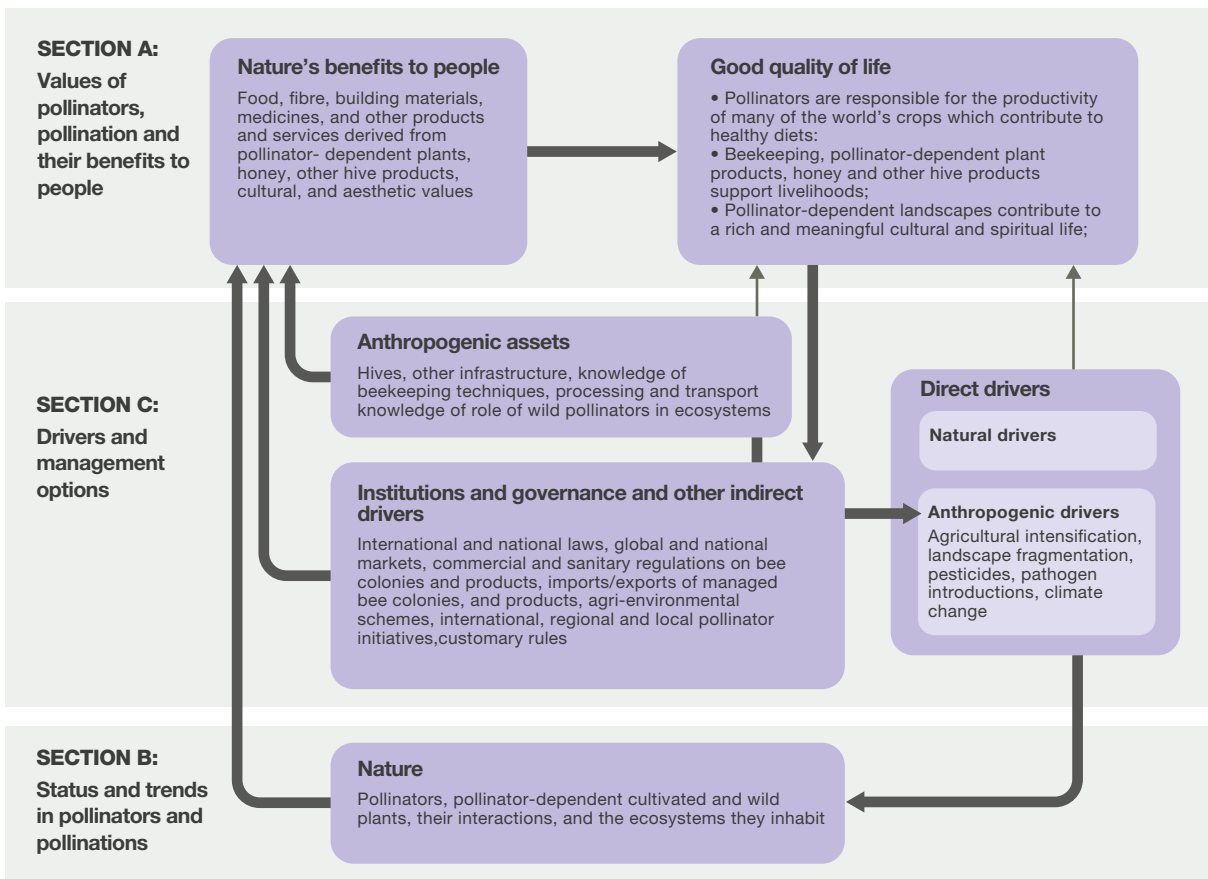 SECTION A:
Values of
pollinators,
pollination and
their benefits to
people
Nature’s benefits to people
Food, fibre, building materials,
medicines, and other products
and services derived from
pollinator- dependent plants,
honey, other hive products,
cultural, and aesthetic values
Good quality of life
• Pollinators are responsible for the productivity
of many of the world’s crops which contribute to
healthy diets:
• Beekeeping, pollinator-dependent plant
products, honey and other hive products
support livelihoods;
• Pollinator-dependent landscapes contribute to
a rich and meaningful cultural and spiritual life;
SECTION C:
Drivers and
management
options
Anthropogenic assets
Hives, other infrastructure, knowledge of
beekeeping techniques, processing and transport
knowledge of role of wild pollinators in ecosystems
Institutions and governance and other indirect
drivers
International and national laws, global and national
markets, commercial and sanitary regulations on bee
colonies and products, imports/exports of managed
bee colonies, and products, agri-environmental
schemes, international, regional and local pollinator
initiatives,customary rules
Direct drivers
Natural drivers
Anthropogenic drivers
Agricultural intensification,
landscape fragmentation,
pesticides, pathogen
introductions, climate
change
SECTION B:
Status and trends
in pollinators and
pollinations
Nature
Pollinators, pollinator-dependent cultivated and wild
plants, their interactions, and the ecosystems they inhabit